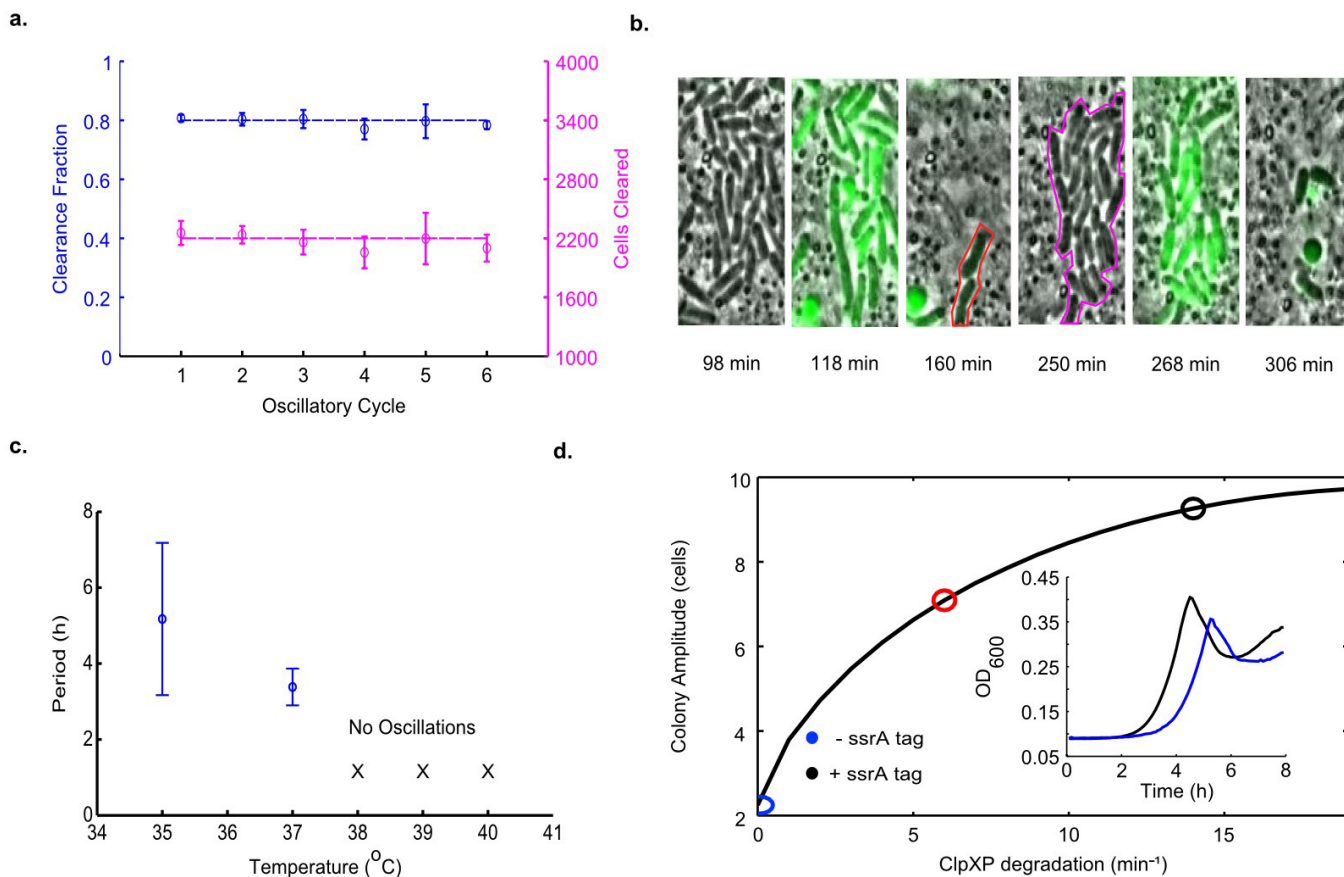 a.
1
0.8
0.6
0.4
0.2
0
Clearance Fraction
4000
3400
2800
2200
1600
1000
Cells Cleared
1 2 3 4 5 6
Oscillatory Cycle
b.
98 min 118 min 160 min 250 min 268 min 306 min
c.
8
6
4
2
0
Period (h)
No Oscillations
X X X
34 35 36 37 38 39 40 41
Temperature (°C)
d.
10
8
6
4
2
Colony Amplitude (cells)
- ssrA tag
+ ssrA tag
0 5 10 15
ClpXP degradation (min⁻¹)
0.45
0.35
0.25
0.15
0.05
OD600
0 2 4 6 8
Time (h)